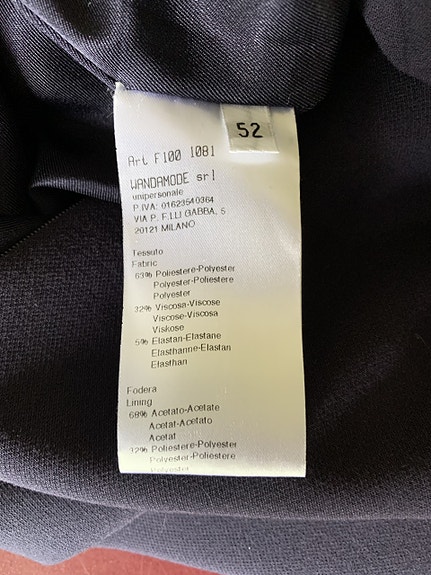 52
Art. F100 1081
WANDAMODE srl
unipersonale
P.IVA: 01623540364
VIA P. F.LLI GABBA, 5
20121 MILANO
Tessuto
Fabric
63% Poliestere-Polyester
Polyester-Poliestere
Polyester
32% Viscosa-Viscose
Viscose-Viscosa
Viskose
5% Elastan-Elastane
Elasthanne-Elastan
Elasthan
Fodera
Lining
68% Acetato-Acetate
Acetat-Acetato
Acetat
32% Poliestere-Polyester
Polyester-Poliestere
Polyester